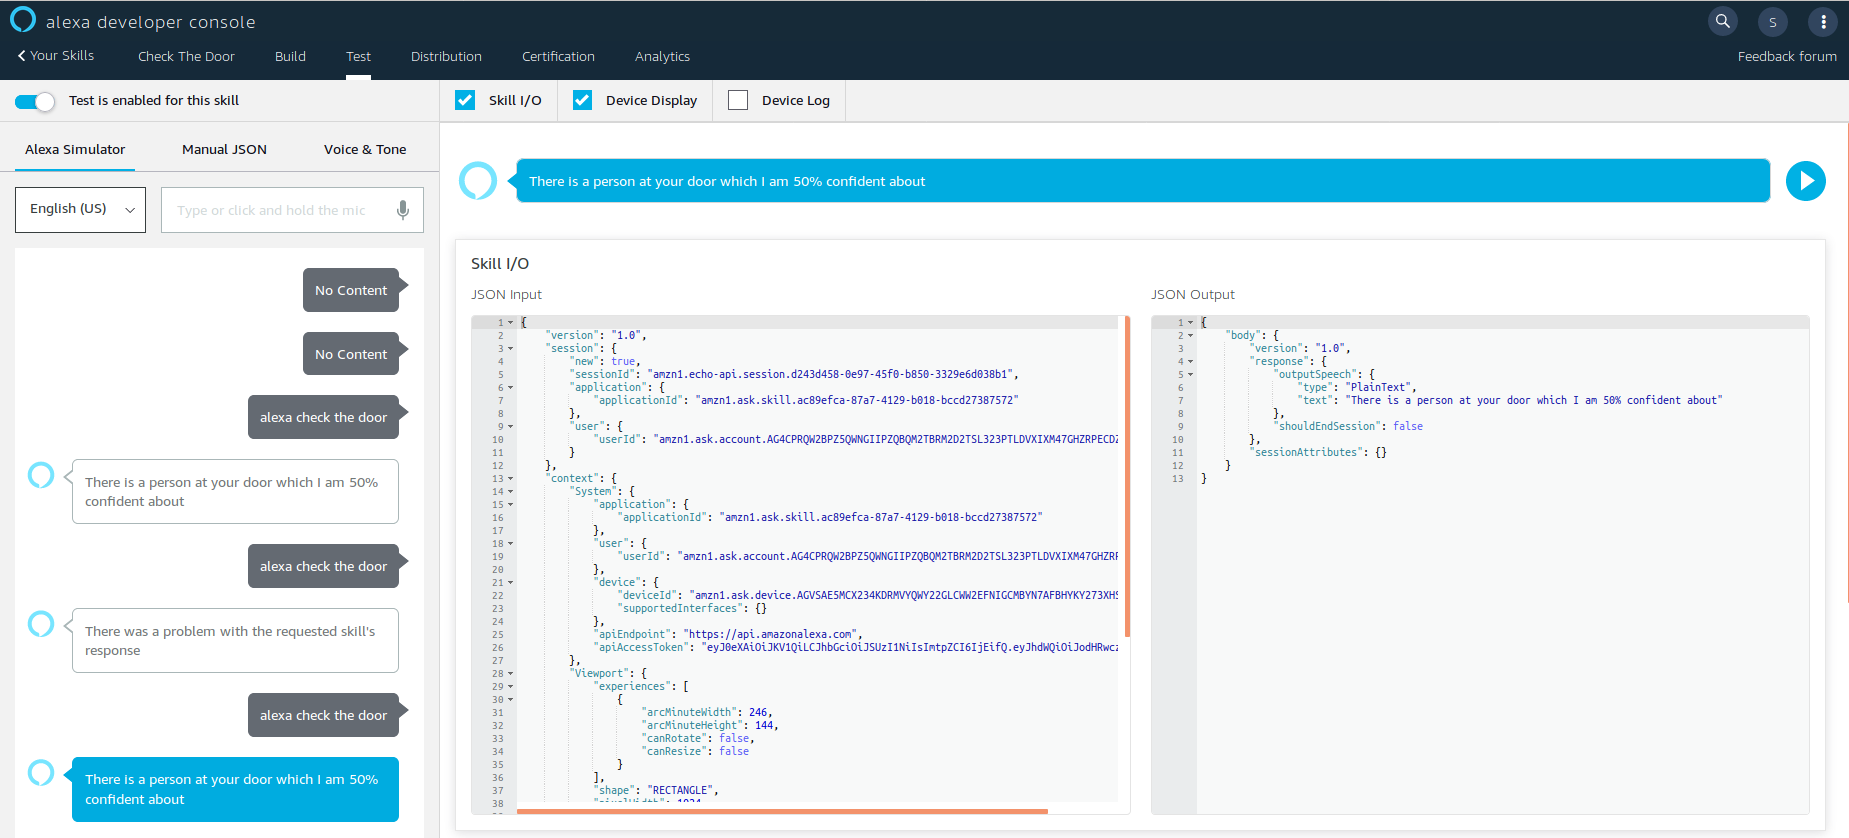 alexa developer console
S
Your Skills
Check The Door
Build
Test
Distribution
Certification
Analytics
Feedback forum
Test is enabled for this skill
Skill I/O
Device Display
Device Log
Alexa Simulator
Manual JSON
Voice & Tone
English (US)
Type or click and hold the mic
No Content
No Content
alexa check the door
There is a person at your door which I am 50%
confident about
alexa check the door
There was a problem with the requested skill's
response
alexa check the door
There is a person at your door which I am 50%
confident about
There is a person at your door which I am 50% confident about
Skill I/O
JSON Input
1 {
2 "version": "1.0",
3 "session": {
4 "new": true,
5 "sessionId": "amzn1.echo-api.session.d243d458-0e97-45f0-b850-3329e6d038b1",
6 "application": {
7 "applicationId": "amzn1.ask.skill.ac89efca-87a7-4129-b018-bccd27387572"
8 },
9 "user": {
10 "userId": "amzn1.ask.account.AG4CPRQW2BPZ5QWNGIIPZQBQM2TBRM2D2TSL323PTLDVXIXM47GHZRPECDZ
11 }
12 },
13 "context": {
14 "System": {
15 "application": {
16 "applicationId": "amzn1.ask.skill.ac89efca-87a7-4129-b018-bccd27387572"
17 },
18 "user": {
19 "userId": "amzn1.ask.account.AG4CPRQW2BPZ5QWNGIIPZQBQM2TBRM2D2TSL323PTLDVXIXM47GHZRP
20 },
21 "device": {
22 "deviceId": "amzn1.ask.device.AGVSAE5MCX234KDRMVYQWY22GLCWW2EFNIGCMBYN7AFBHYKY273XHS
23 "supportedInterfaces": {}
24 },
25 "apiEndpoint": "https://api.amazonalexa.com",
26 "apiAccessToken": "eyJ0eXAiOiJKV1QiLCJhbGciOiJSUzI1NiIsImtpZCI6IjEifQ.eyJhdWQiOiJodHRwcz
27 },
28 "Viewport": {
29 "experiences": [
30 {
31 "arcMinuteWidth": 246,
32 "arcMinuteHeight": 144,
33 "canRotate": false,
34 "canResize": false
35 }
36 ],
37 "shape": "RECTANGLE",
38 "pixelWidth": 1024,
JSON Output
1 {
2 "body": {
3 "version": "1.0",
4 "response": {
5 "outputSpeech": {
6 "type": "PlainText",
7 "text": "There is a person at your door which I am 50% confident about"
8 },
9 "shouldEndSession": false
10 },
11 "sessionAttributes": {}
12 }
13 }